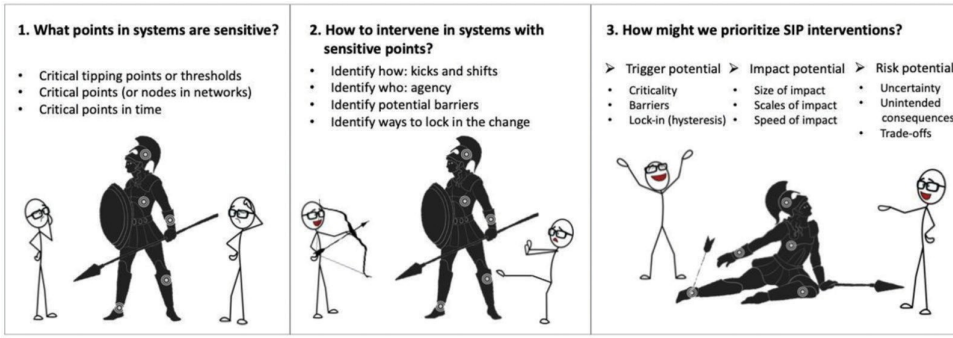 1. What points in systems are sensitive?
• Critical tipping points or thresholds
• Critical points (or nodes in networks)
• Critical points in time
2. How to intervene in systems with
sensitive points?
• Identify how: kicks and shifts
• Identify who: agency
• Identify potential barriers
• Identify ways to lock in the change
3. How might we prioritize SIP interventions?
➢ Trigger potential
• Criticality
• Barriers
• Lock-in (hysteresis)
➢ Impact potential
• Size of impact
• Scales of impact
• Speed of impact
➢ Risk potential
• Uncertainty
• Unintended
consequences
• Trade-offs